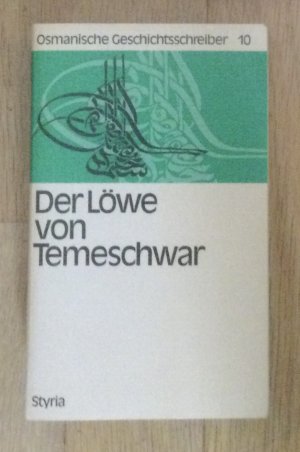 Osmanische Geschichtsschreiber 10
Der Löwe
von
Temeschwar
Styria